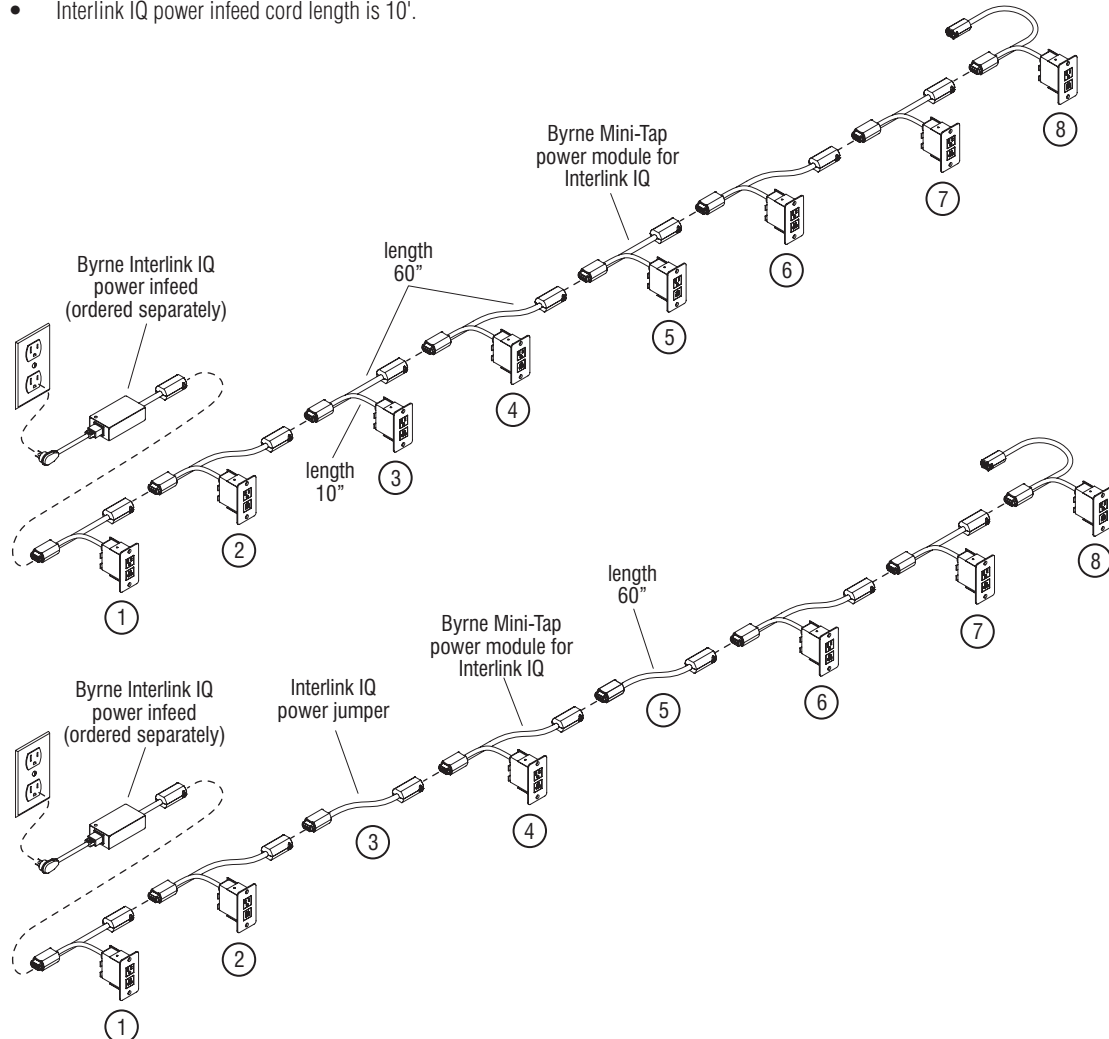 • Interlink IQ power infeed cord length is 10'.
8
Byrne Mini-Tap
power module for
Interlink IQ
7
6
length
60”
Byrne Interlink IQ
power infeed
(ordered separately)
5
4
length
10”
3
2
1
8
length
60”
7
Byrne Mini-Tap
power module for
Interlink IQ
6
Byrne Interlink IQ
power infeed
(ordered separately)
Interlink IQ
power jumper
5
4
3
2
1